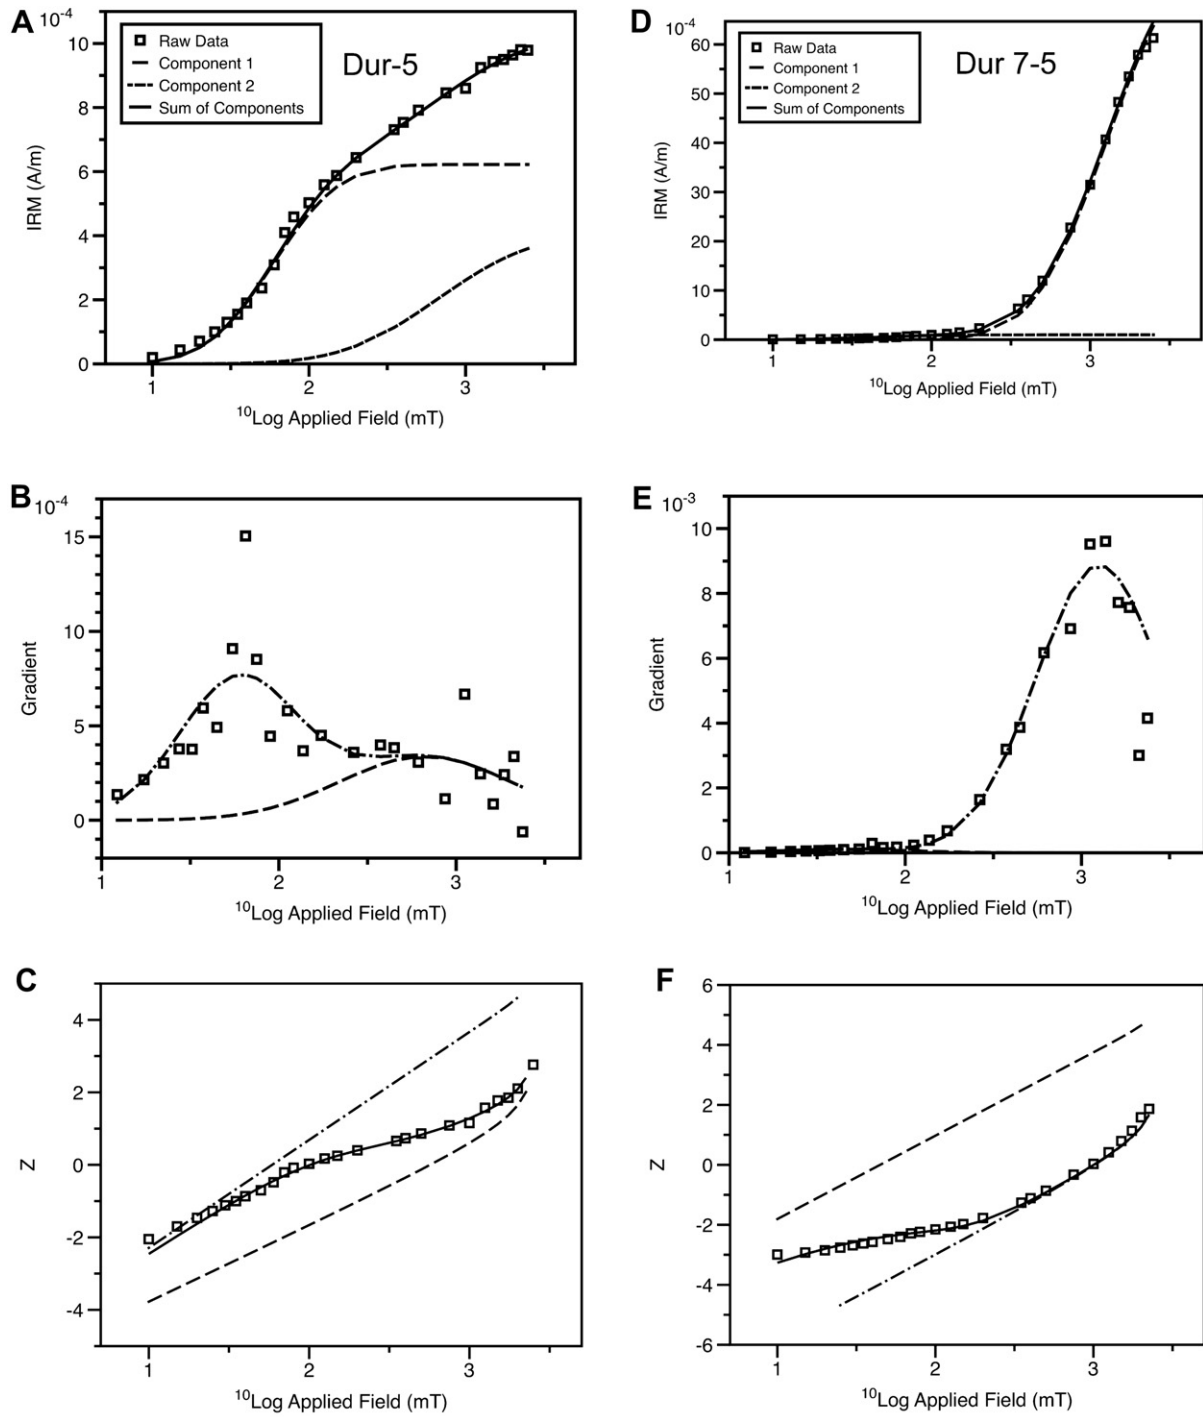 A
10-4
Dur-5
Raw Data
Component 1
Component 2
Sum of Components
10
8
6
4
2
0
IRM (A/m)
1
2
3
10Log Applied Field (mT)
D
10-4
Dur 7-5
Raw Data
Component 1
Component 2
Sum of Components
60
50
40
30
20
10
0
IRM (A/m)
1
2
3
10Log Applied Field (mT)
B
10-4
15
10
5
0
Gradient
1
2
3
10Log Applied Field (mT)
E
10-3
10
8
6
4
2
0
Gradient
1
2
3
10Log Applied Field (mT)
C
4
2
0
-2
-4
Z
1
2
3
10Log Applied Field (mT)
F
6
4
2
0
-2
-4
-6
Z
1
2
3
10Log Applied Field (mT)